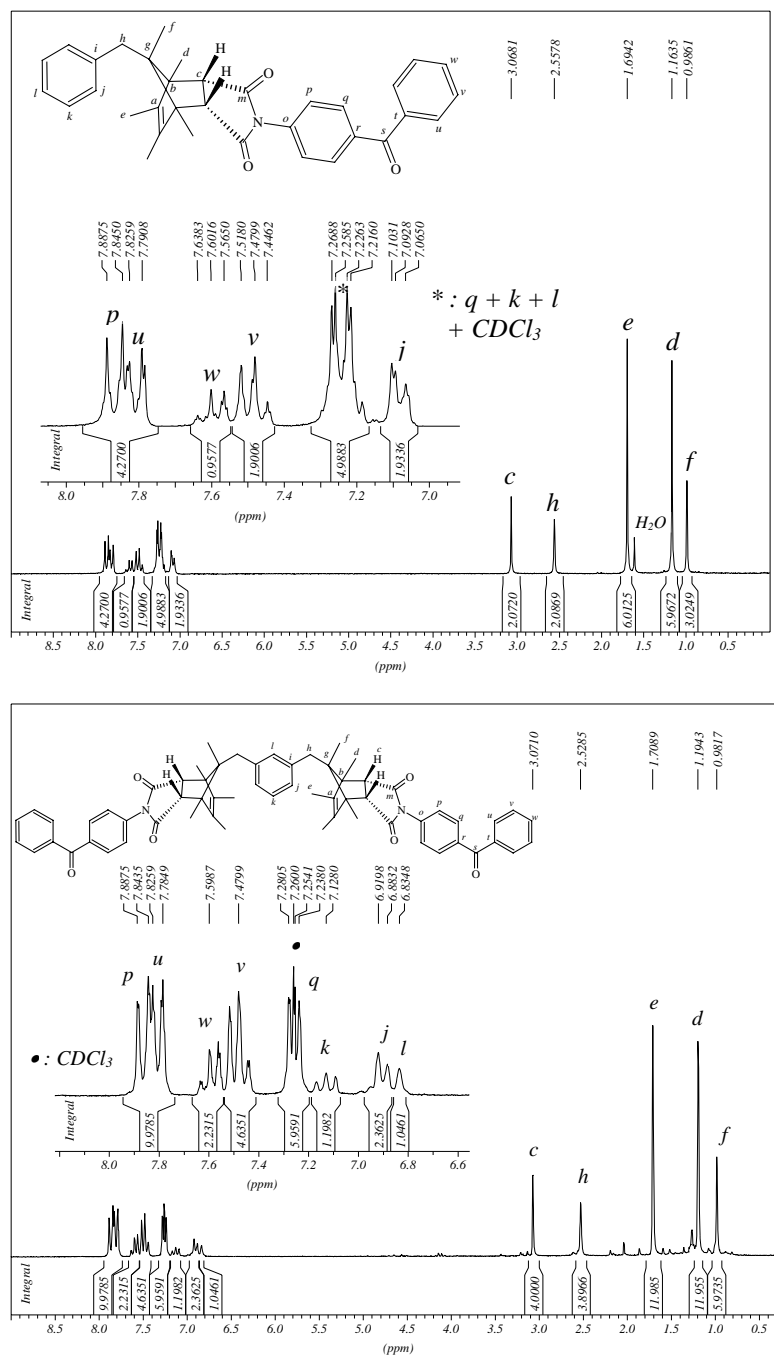 f
h
g
d
H
i
c
H
O
b
m
l
j
a
k
e
N
O
o
p
q
r
s
O
t
u
v
w
3.0681
2.5578
1.6942
1.1635
0.9861
7.8875
7.8450
7.8259
7.7908
7.6383
7.6016
7.5650
7.5180
7.4799
7.4462
7.2688
7.2585
7.2263
7.2160
7.1031
7.0928
7.0650
* : q + k + l
+ CDCl3
p
u
w
v
*
j
e
d
c
h
H2O
f
Integral
4.2700
0.9577
1.9006
4.9883
1.9336
8.0 7.8 7.6 7.4 7.2 7.0
(ppm)
Integral
4.2700
0.9577
1.9006
4.9883
1.9336
2.0720
2.0869
6.0125
5.9672
3.0249
8.5 8.0 7.5 7.0 6.5 6.0 5.5 5.0 4.5 4.0 3.5 3.0 2.5 2.0 1.5 1.0 0.5
(ppm)
l
i
h
g
f
d
c
H
H
H
H
O
O
N
O
O
k
j
e
b
a
m
O
N
O
o
p
q
r
s
O
t
u
v
w
3.0710
2.5285
1.7089
1.1943
0.9817
7.8875
7.8435
7.8259
7.7849
7.5987
7.4799
7.2805
7.2600
7.2541
7.2380
7.1280
6.9198
6.8832
6.8348
● : CDCl3
p
u
w
v
●
q
k
j
l
e
d
c
h
f
Integral
9.9785
2.2315
4.6351
5.9591
1.1982
2.3625
1.0461
8.0 7.8 7.6 7.4 7.2 7.0 6.8 6.6
(ppm)
Integral
9.9785
2.2315
4.6351
5.9591
1.1982
2.3625
1.0461
4.0000
3.8966
11.985
11.955
5.9735
8.5 8.0 7.5 7.0 6.5 6.0 5.5 5.0 4.5 4.0 3.5 3.0 2.5 2.0 1.5 1.0 0.5
(ppm)